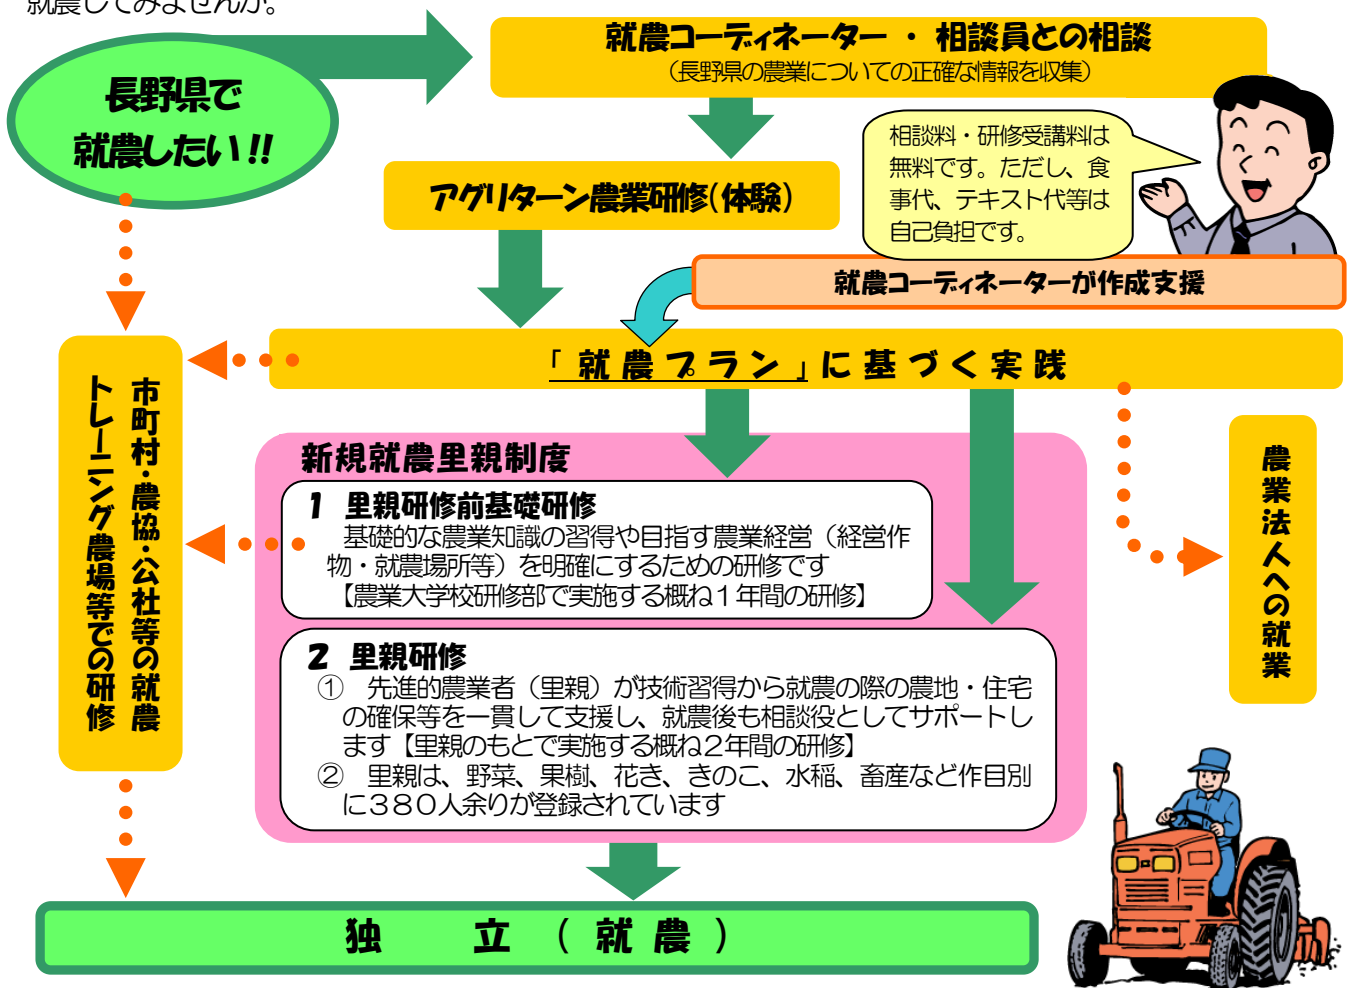 就農してみませんか。
長野県で
就農したい!!
就農コーディネーター ・ 相談員との相談
(長野県の農業についての正確な情報を収集)
相談料・研修受講料は
無料です。ただし、食
事代、テキスト代等は
自己負担です。
アグリターン農業研修(体験)
就農コーディネーターが作成支援
「就農プラン」に基づく実践
市町村・農協・公社等の就農
トレーニング農場等での研修
農業法人への就業
新規就農里親制度
1 里親研修前基礎研修
基礎的な農業知識の習得や目指す農業経営（経営作
物・就農場所等）を明確にするための研修です
【農業大学校研修部で実施する概ね１年間の研修】
2 里親研修
① 先進的農業者（里親）が技術習得から就農の際の農地・住宅
の確保等を一貫して支援し、就農後も相談役としてサポートし
ます【里親のもとで実施する概ね２年間の研修】
② 里親は、野菜、果樹、花き、きのこ、水稲、畜産など作目別
に３８０人余りが登録されています
独 立 ( 就 農 )